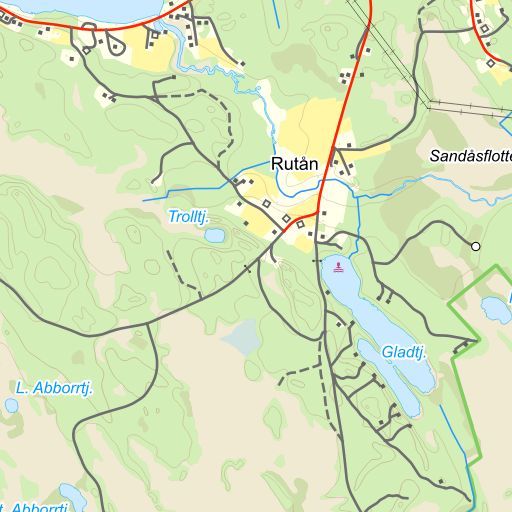 Rutån
Sandåsflotte
Trolltj.
Gladtj.
L. Abborrtj.
t. Abborrtj.